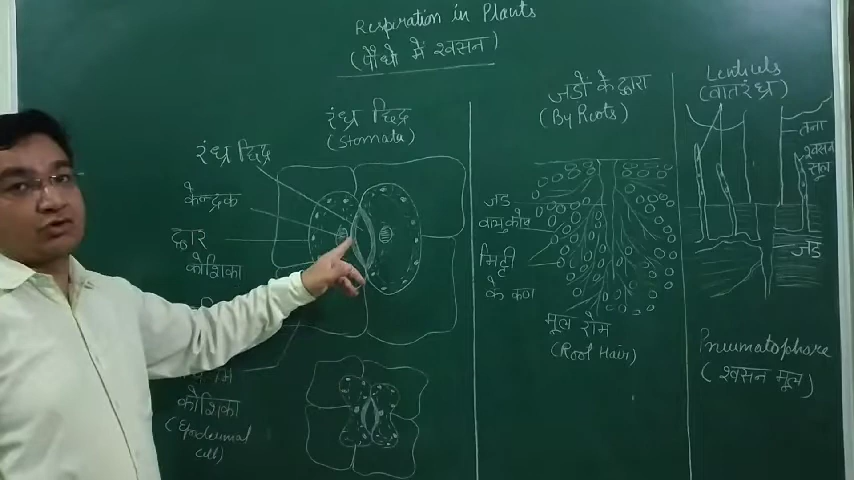 Respiration in Plants
(पौधो में श्वसन)
रंध्र छिद्र
(Stomata)
रंध्र छिद्र
केन्द्रक
द्वार
कोशिका
कोशिका
(Epidermal
Cell)
जड़ों के द्वारा
(By Roots)
जड़
वायुकोष
मिट्टी
के कण
मूल रोम
(Root Hair)
Lenticels
(वातरंध्र)
तना
श्वसन
मूल
जड़
Pneumatophore
(श्वसन मूल)